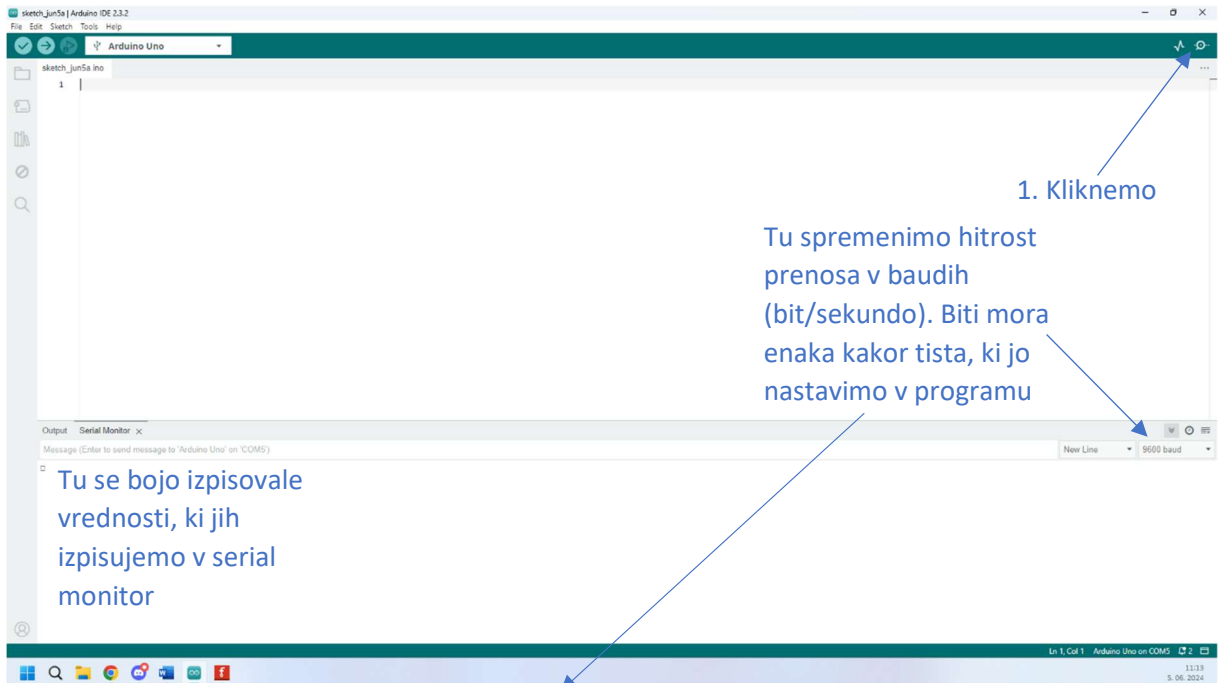 sketch_jun5a | Arduino IDE 2.3.2
File Edit Sketch Tools Help
Arduino Uno
sketch_jun5a.ino
1
1. Kliknemo
Tu spremenimo hitrost
prenosa v baudih
(bit/sekundo). Biti mora
enaka kakor tista, ki jo
nastavimo v programu
Output Serial Monitor
Message (Enter to send message to 'Arduino Uno' on 'COM5')
New Line 9600 baud
Tu se bojo izpisovale
vrednosti, ki jih
izpisujemo v serial
monitor
Ln 1, Col 1 Arduino Uno on COM5 2
11:13
5. 06. 2024